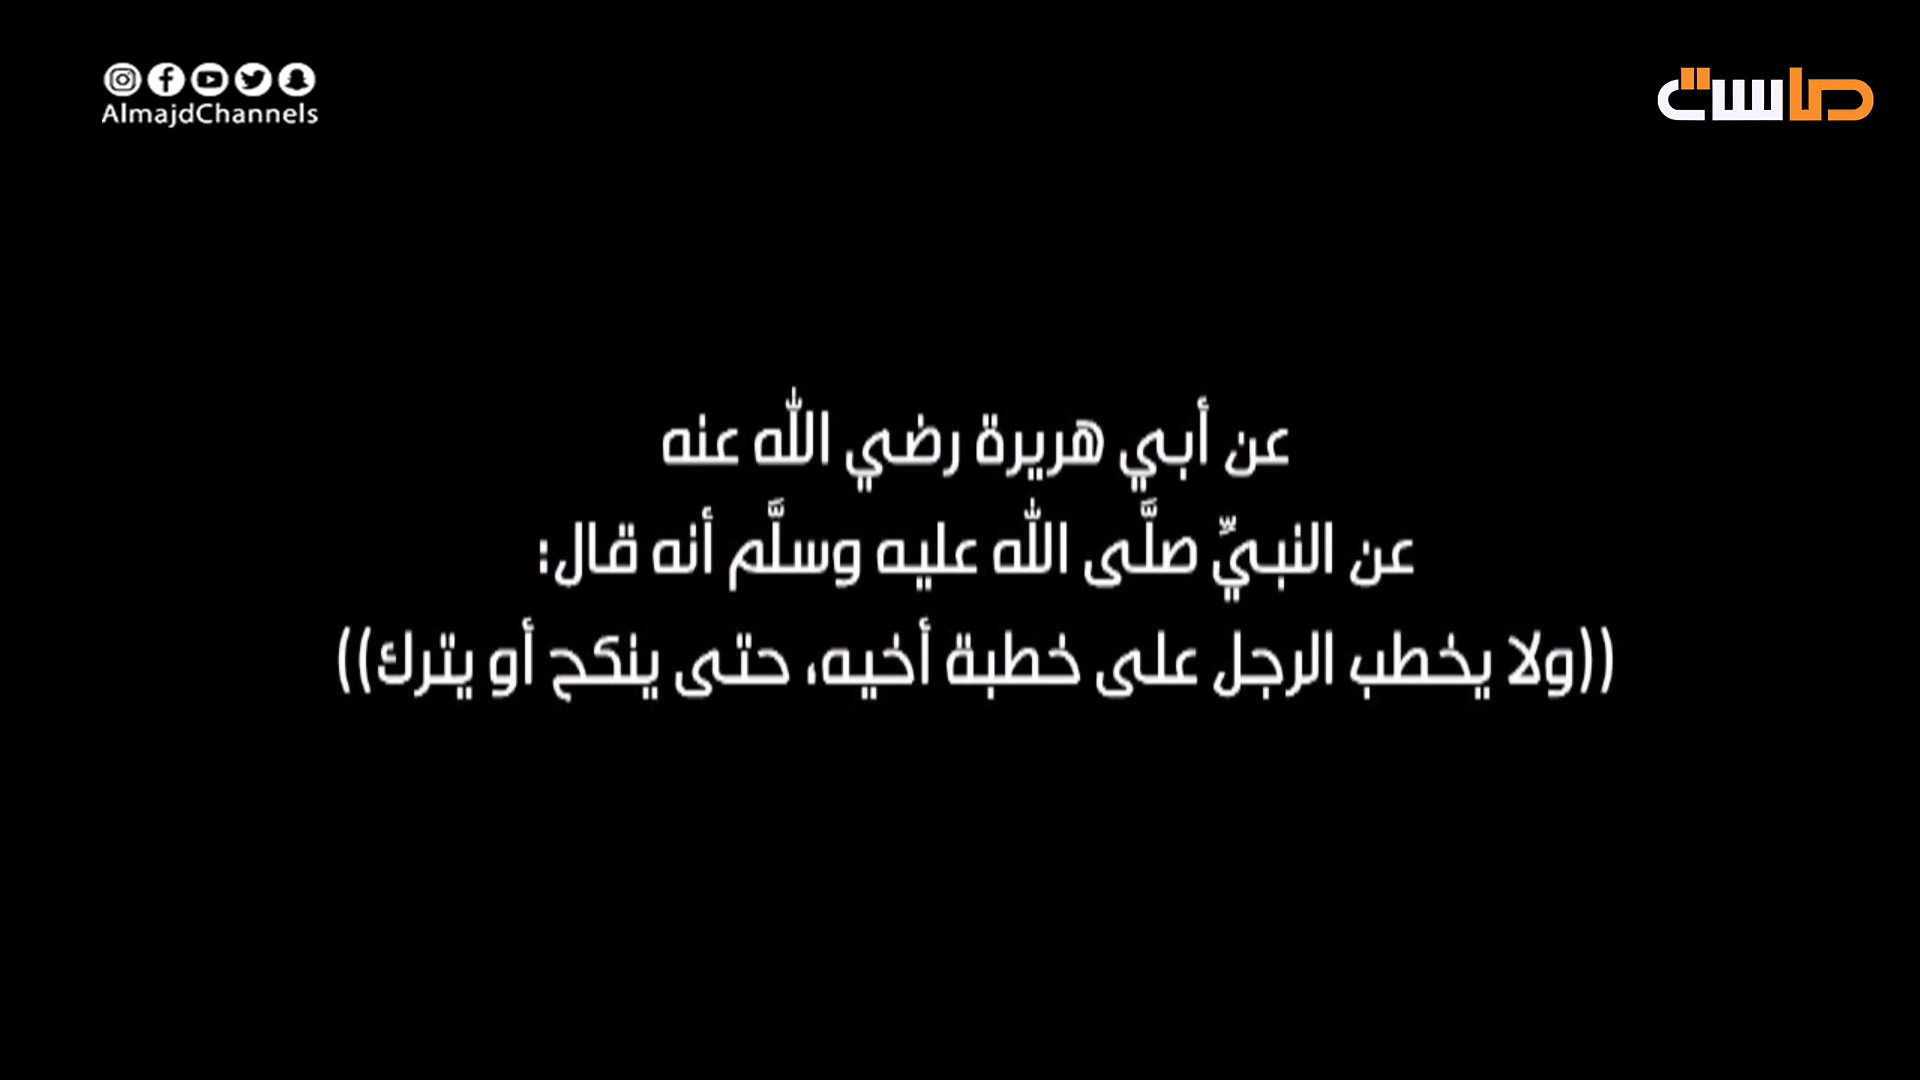 AlmajdChannels
ماسة
عن أبي هريرة رضي الله عنه
عن النبيِّ صلَّى الله عليه وسلَّم أنه قال:
((ولا يخطب الرجل على خطبة أخيه، حتى ينكح أو يترك))